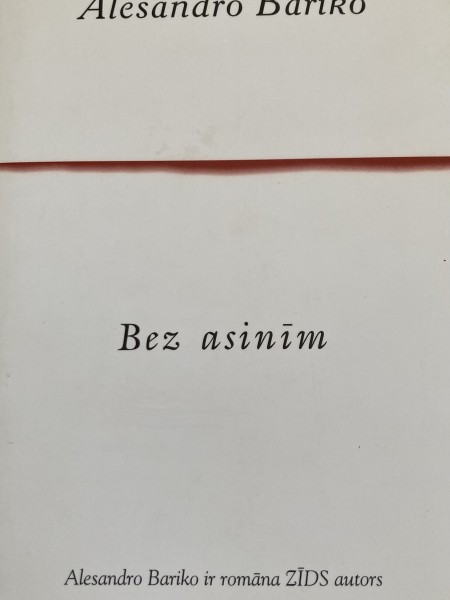 Alesandro Bariko
Bez asinīm
Alesandro Bariko ir romāna ZĪDS autors